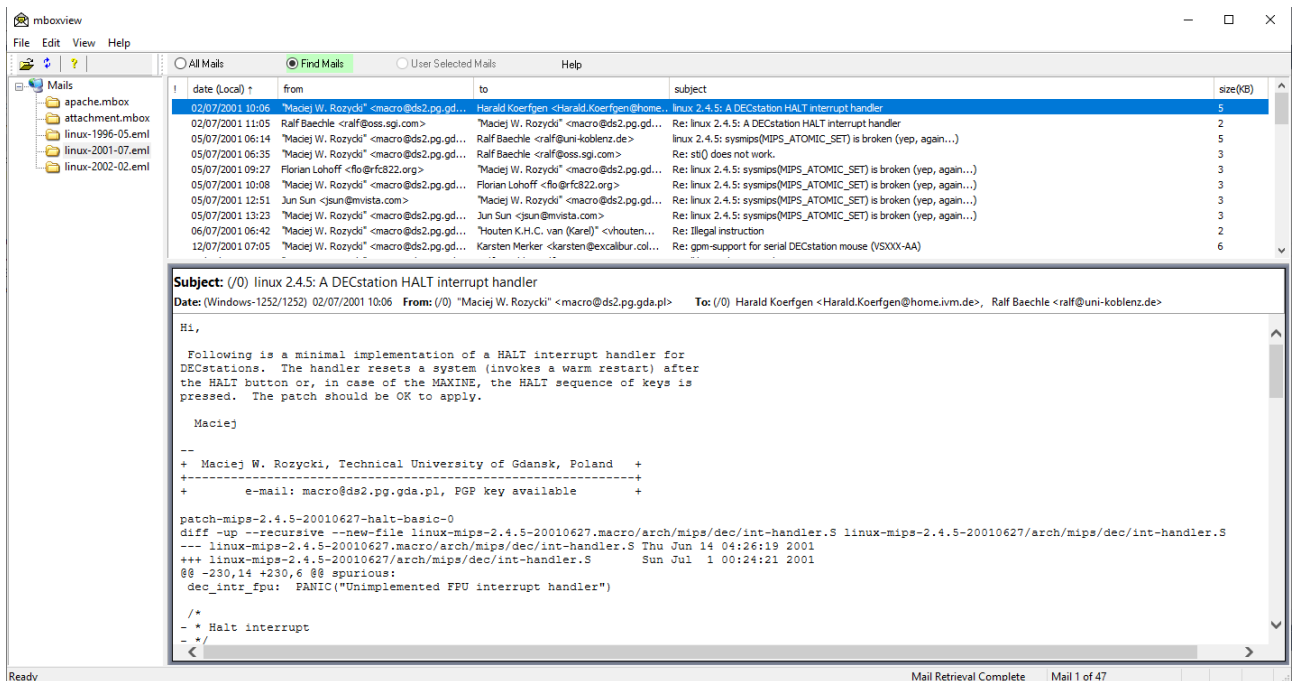 mboxview
File Edit View Help
All Mails Find Mails User Selected Mails Help
Mails
apache.mbox
attachment.mbox
linux-1996-05.eml
linux-2001-07.eml
linux-2002-02.eml
! date (Local) ↑ from to subject size(KB)
02/07/2001 10:06 "Maciej W. Rozycki" <macro@ds2.pg.gd... Harald Koerfgen <Harald.Koerfgen@home... linux 2.4.5: A DECstation HALT interrupt handler 5
02/07/2001 11:05 Ralf Baechle <ralf@oss.sgi.com> "Maciej W. Rozycki" <macro@ds2.pg.gd... Re: linux 2.4.5: A DECstation HALT interrupt handler 2
05/07/2001 06:14 "Maciej W. Rozycki" <macro@ds2.pg.gd... Ralf Baechle <ralf@uni-koblenz.de> linux 2.4.5: sysmips(MIPS_ATOMIC_SET) is broken (yep, again...) 5
05/07/2001 06:35 "Maciej W. Rozycki" <macro@ds2.pg.gd... Ralf Baechle <ralf@oss.sgi.com> Re: sti() does not work. 3
05/07/2001 09:27 Florian Lohoff <flo@rfc822.org> "Maciej W. Rozycki" <macro@ds2.pg.gd... Re: linux 2.4.5: sysmips(MIPS_ATOMIC_SET) is broken (yep, again...) 3
05/07/2001 10:08 "Maciej W. Rozycki" <macro@ds2.pg.gd... Florian Lohoff <flo@rfc822.org> Re: linux 2.4.5: sysmips(MIPS_ATOMIC_SET) is broken (yep, again...) 3
05/07/2001 12:51 Jun Sun <jsun@mvista.com> "Maciej W. Rozycki" <macro@ds2.pg.gd... Re: linux 2.4.5: sysmips(MIPS_ATOMIC_SET) is broken (yep, again...) 5
05/07/2001 13:23 "Maciej W. Rozycki" <macro@ds2.pg.gd... Jun Sun <jsun@mvista.com> Re: linux 2.4.5: sysmips(MIPS_ATOMIC_SET) is broken (yep, again...) 3
06/07/2001 06:42 "Maciej W. Rozycki" <macro@ds2.pg.gd... "Houten K.H.C. van (Karel)" <vhouten... Re: Illegal instruction 2
12/07/2001 07:05 "Maciej W. Rozycki" <macro@ds2.pg.gd... Karsten Merker <karsten@excalibur.col... Re: gpm-support for serial DECstation mouse (VSXXX-AA) 6
Subject: (/0) linux 2.4.5: A DECstation HALT interrupt handler
Date: (Windows-1252/1252) 02/07/2001 10:06 From: (/0) "Maciej W. Rozycki" <macro@ds2.pg.gda.pl> To: (/0) Harald Koerfgen <Harald.Koerfgen@home.ivm.de>, Ralf Baechle <ralf@uni-koblenz.de>
Hi,
Following is a minimal implementation of a HALT interrupt handler for
DECstations. The handler resets a system (invokes a warm restart) after
the HALT button or, in case of the MAXINE, the HALT sequence of keys is
pressed. The patch should be OK to apply.
Maciej
--
+ Maciej W. Rozycki, Technical University of Gdansk, Poland +
+--------------------------------------------------------------+
+ e-mail: macro@ds2.pg.gda.pl, PGP key available +
patch-mips-2.4.5-20010627-halt-basic-0
diff -up --recursive --new-file linux-mips-2.4.5-20010627.macro/arch/mips/dec/int-handler.S linux-mips-2.4.5-20010627/arch/mips/dec/int-handler.S
--- linux-mips-2.4.5-20010627.macro/arch/mips/dec/int-handler.S Thu Jun 14 04:26:19 2001
+++ linux-mips-2.4.5-20010627/arch/mips/dec/int-handler.S Sun Jul 1 00:24:21 2001
@@ -230,14 +230,6 @@ spurious:
dec_intr_fpu: PANIC("Unimplemented FPU interrupt handler")
/*
- * Halt interrupt
- */
Ready Mail Retrieval Complete Mail 1 of 47